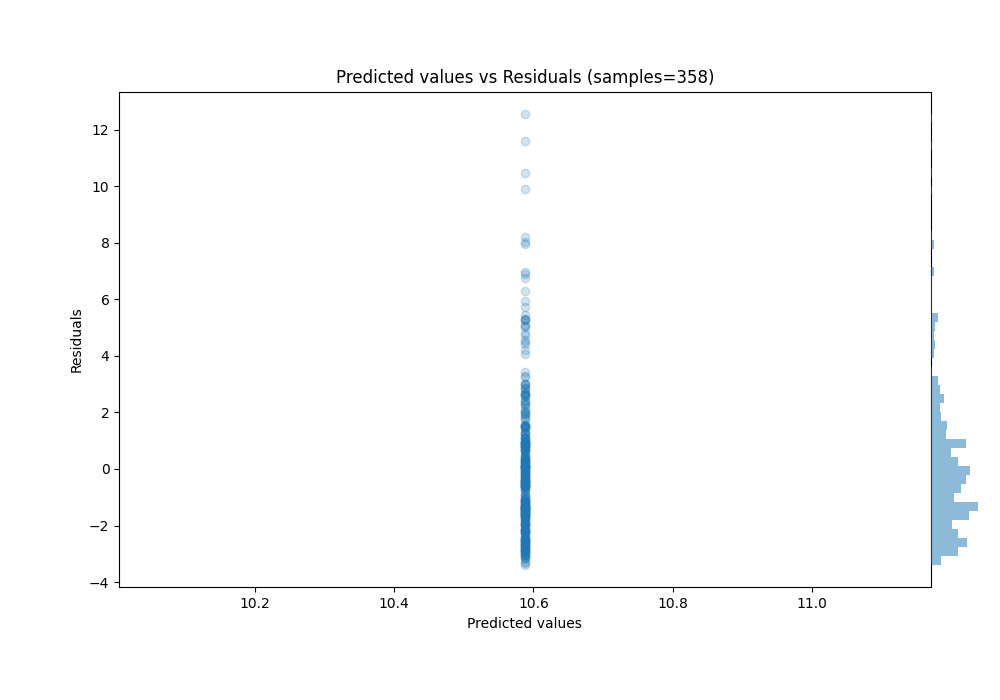 Predicted values vs Residuals (samples=358)
12
10
8
6
4
2
0
−2
−4
Residuals
10.2 10.4 10.6 10.8 11.0
Predicted values